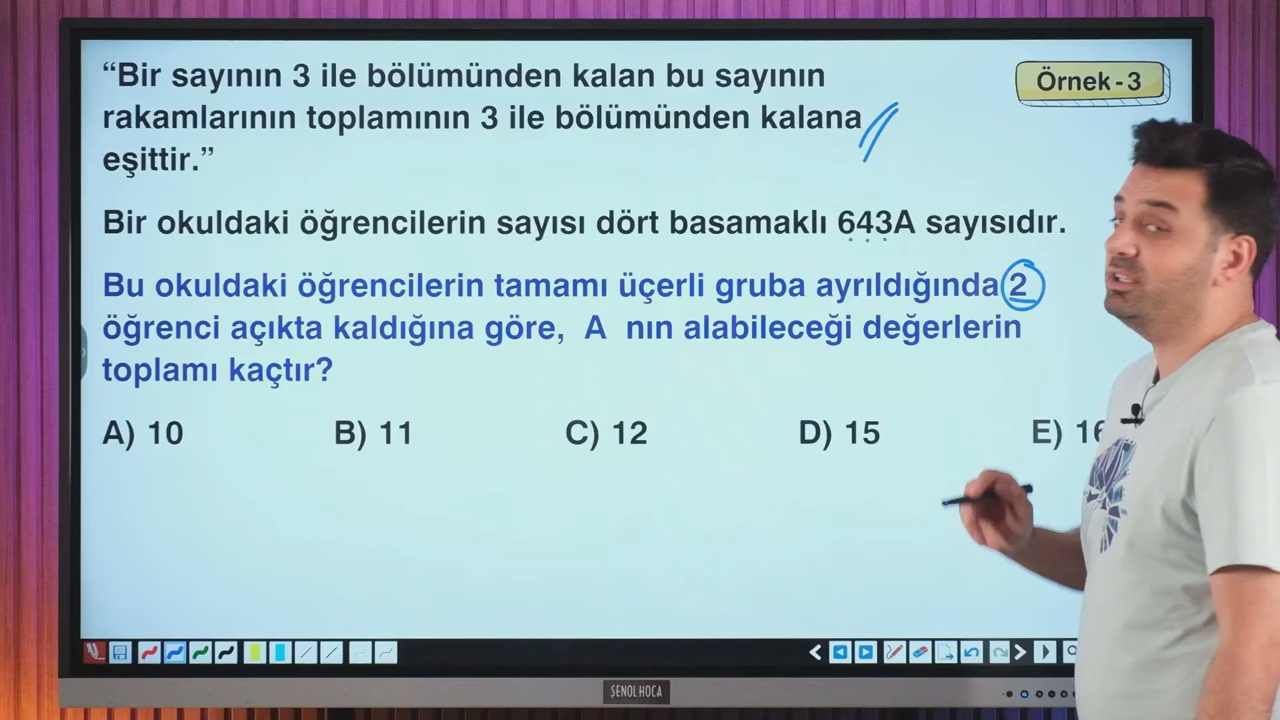 “Bir sayının 3 ile bölümünden kalan bu sayının
rakamlarının toplamının 3 ile bölümünden kalana
eşittir.”
Örnek - 3
Bir okuldaki öğrencilerin sayısı dört basamaklı 643A sayısıdır.
Bu okuldaki öğrencilerin tamamı üçerli gruba ayrıldığında 2
öğrenci açıkta kaldığına göre, A nın alabileceği değerlerin
toplamı kaçtır?
A) 10 B) 11 C) 12 D) 15 E)
ŞENOL HOCA